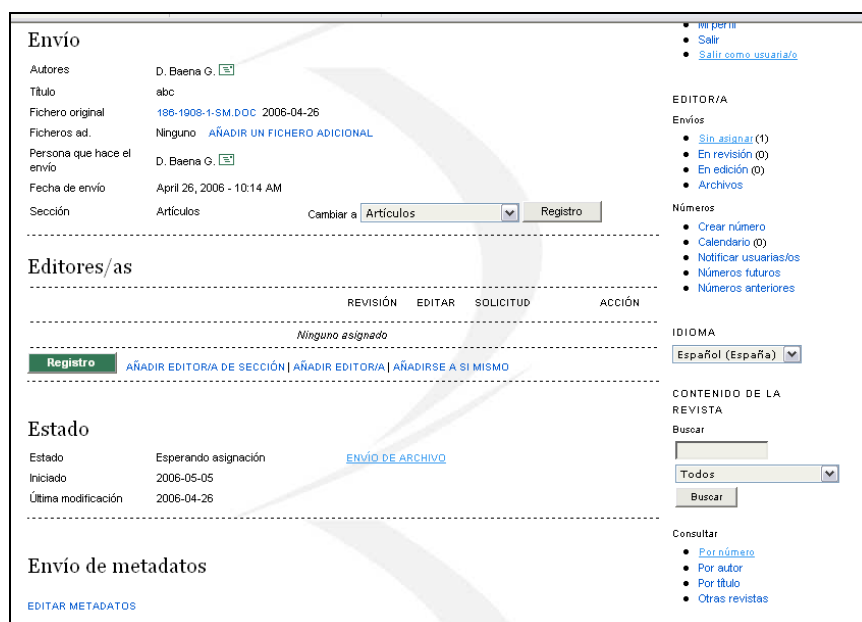 Envío
Autores D. Baena G.
Título abc
Fichero original 186-1908-1-SM.DOC 2006-04-26
Ficheros ad. Ninguno AÑADIR UN FICHERO ADICIONAL
Persona que hace el
envío D. Baena G.
Fecha de envío April 26, 2006 - 10:14 AM
Sección Artículos Cambiar a Artículos Registro
Editores/as
REVISIÓN EDITAR SOLICITUD ACCIÓN
Ninguno asignado
Registro AÑADIR EDITOR/A DE SECCIÓN | AÑADIR EDITOR/A | AÑADIRSE A SI MISMO
Estado
Estado Esperando asignación ENVÍO DE ARCHIVO
Iniciado 2006-05-05
Última modificación 2006-04-26
Envío de metadatos
EDITAR METADATOS
Mi perfil
Salir
Salir como usuaria/o
EDITOR/A
Envíos
Sin asignar (1)
En revisión (0)
En edición (0)
Archivos
Números
Crear número
Calendario (0)
Notificar usuarias/os
Números futuros
Números anteriores
IDIOMA
Español (España)
CONTENIDO DE LA
REVISTA
Buscar
Todos
Buscar
Consultar
Por número
Por autor
Por título
Otras revistas